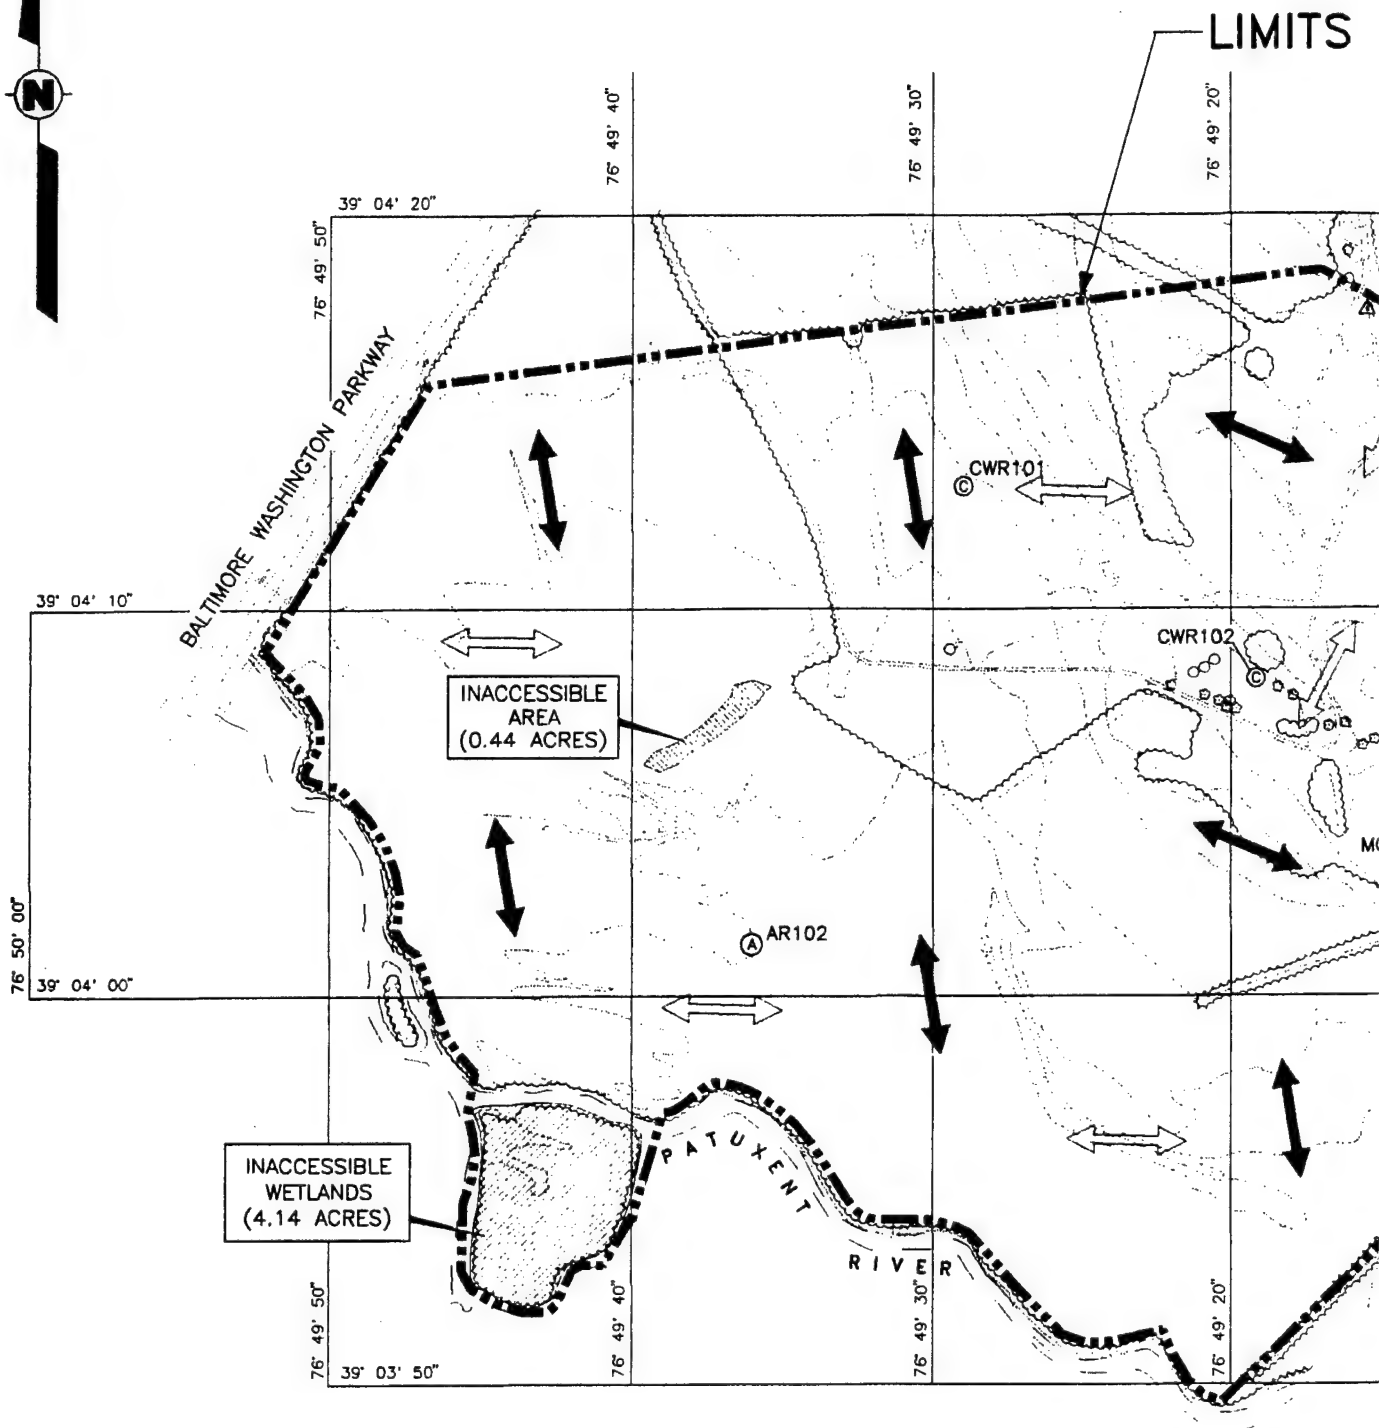 LIMITS
N
76° 49' 40"
76° 49' 30"
76° 49' 20"
39° 04' 20"
76° 49' 50"
BALTIMORE WASHINGTON PARKWAY
CWR101
C
39° 04' 10"
CWR102
C
INACCESSIBLE
AREA
(0.44 ACRES)
AR102
A
76° 50' 00"
39° 04' 00"
INACCESSIBLE
WETLANDS
(4.14 ACRES)
PATUXENT
RIVER
76° 49' 50"
76° 49' 40"
76° 49' 30"
76° 49' 20"
39° 03' 50"